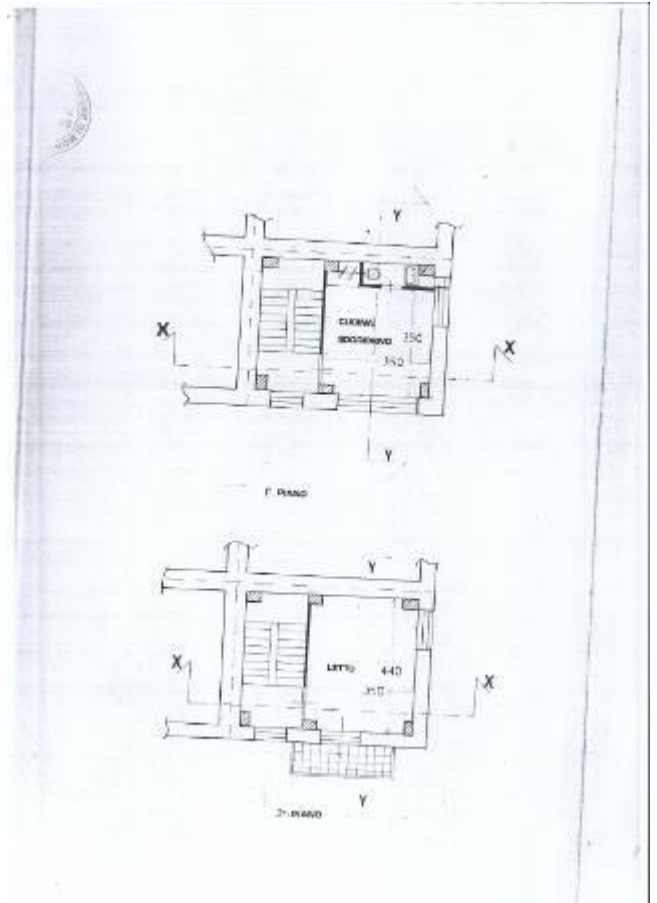 Y
CUCINA
SOGGIORNO 350
350
X
X
Y
1° PIANO
Y
X
LETTO 440
350
X
Y
2° PIANO